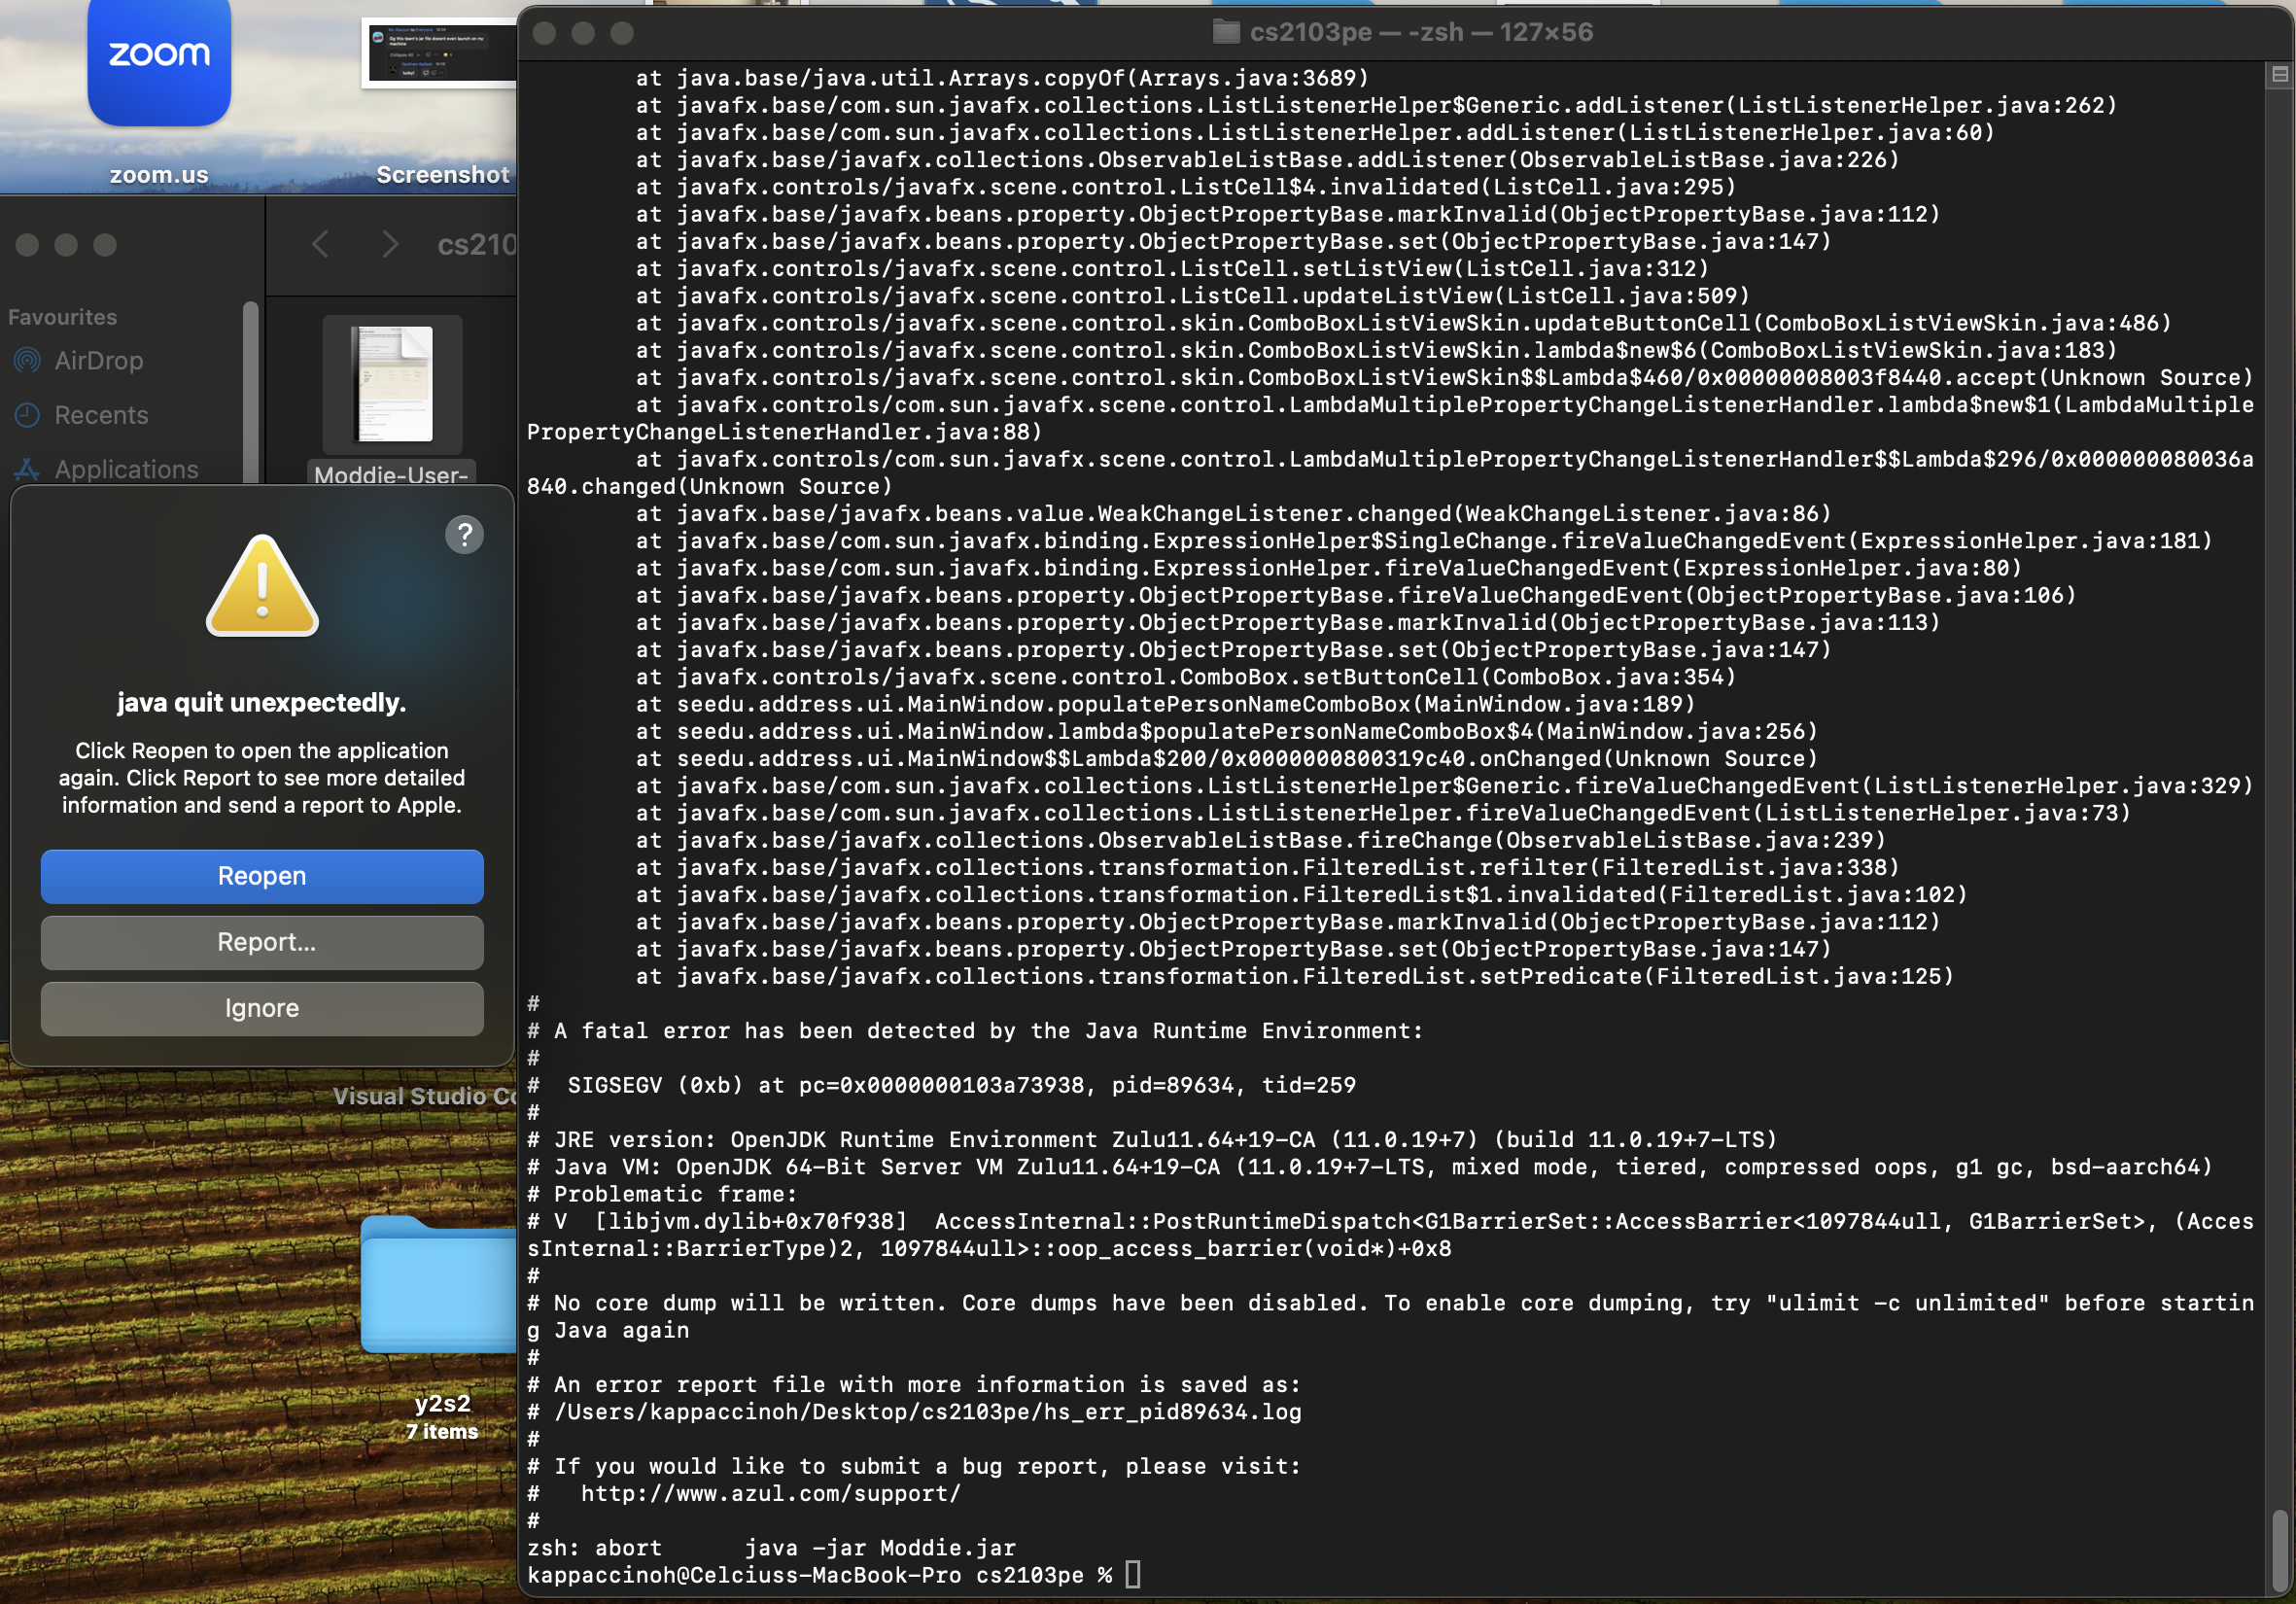 zoom
zoom.us
Screenshot
cs210
Favourites
AirDrop
Recents
Applications
Moddie-User-
?
java quit unexpectedly.
Click Reopen to open the application
again. Click Report to see more detailed
information and send a report to Apple.
Reopen
Report...
Ignore
Visual Studio Co
y2s2
7 items
cs2103pe — -zsh — 127×56
at java.base/java.util.Arrays.copyOf(Arrays.java:3689)
at javafx.base/com.sun.javafx.collections.ListListenerHelper$Generic.addListener(ListListenerHelper.java:262)
at javafx.base/com.sun.javafx.collections.ListListenerHelper.addListener(ListListenerHelper.java:60)
at javafx.base/javafx.collections.ObservableListBase.addListener(ObservableListBase.java:226)
at javafx.controls/javafx.scene.control.ListCell$4.invalidated(ListCell.java:295)
at javafx.base/javafx.beans.property.ObjectPropertyBase.markInvalid(ObjectPropertyBase.java:112)
at javafx.base/javafx.beans.property.ObjectPropertyBase.set(ObjectPropertyBase.java:147)
at javafx.controls/javafx.scene.control.ListCell.setListView(ListCell.java:312)
at javafx.controls/javafx.scene.control.ListCell.updateListView(ListCell.java:509)
at javafx.controls/javafx.scene.control.skin.ComboBoxListViewSkin.updateButtonCell(ComboBoxListViewSkin.java:486)
at javafx.controls/javafx.scene.control.skin.ComboBoxListViewSkin.lambda$new$6(ComboBoxListViewSkin.java:183)
at javafx.controls/javafx.scene.control.skin.ComboBoxListViewSkin$$Lambda$460/0x00000008003f8440.accept(Unknown Source)
at javafx.controls/com.sun.javafx.scene.control.LambdaMultiplePropertyChangeListenerHandler.lambda$new$1(LambdaMultiple
PropertyChangeListenerHandler.java:88)
at javafx.controls/com.sun.javafx.scene.control.LambdaMultiplePropertyChangeListenerHandler$$Lambda$296/0x000000080036a
840.changed(Unknown Source)
at javafx.base/javafx.beans.value.WeakChangeListener.changed(WeakChangeListener.java:86)
at javafx.base/com.sun.javafx.binding.ExpressionHelper$SingleChange.fireValueChangedEvent(ExpressionHelper.java:181)
at javafx.base/com.sun.javafx.binding.ExpressionHelper.fireValueChangedEvent(ExpressionHelper.java:80)
at javafx.base/javafx.beans.property.ObjectPropertyBase.fireValueChangedEvent(ObjectPropertyBase.java:106)
at javafx.base/javafx.beans.property.ObjectPropertyBase.markInvalid(ObjectPropertyBase.java:113)
at javafx.base/javafx.beans.property.ObjectPropertyBase.set(ObjectPropertyBase.java:147)
at javafx.controls/javafx.scene.control.ComboBox.setButtonCell(ComboBox.java:354)
at seedu.address.ui.MainWindow.populatePersonNameComboBox(MainWindow.java:189)
at seedu.address.ui.MainWindow.lambda$populatePersonNameComboBox$4(MainWindow.java:256)
at seedu.address.ui.MainWindow$$Lambda$200/0x0000000800319c40.onChanged(Unknown Source)
at javafx.base/com.sun.javafx.collections.ListListenerHelper$Generic.fireValueChangedEvent(ListListenerHelper.java:329)
at javafx.base/com.sun.javafx.collections.ListListenerHelper.fireValueChangedEvent(ListListenerHelper.java:73)
at javafx.base/javafx.collections.ObservableListBase.fireChange(ObservableListBase.java:239)
at javafx.base/javafx.collections.transformation.FilteredList.refilter(FilteredList.java:338)
at javafx.base/javafx.collections.transformation.FilteredList$1.invalidated(FilteredList.java:102)
at javafx.base/javafx.beans.property.ObjectPropertyBase.markInvalid(ObjectPropertyBase.java:112)
at javafx.base/javafx.beans.property.ObjectPropertyBase.set(ObjectPropertyBase.java:147)
at javafx.base/javafx.collections.transformation.FilteredList.setPredicate(FilteredList.java:125)
#
# A fatal error has been detected by the Java Runtime Environment:
#
#  SIGSEGV (0xb) at pc=0x0000000103a73938, pid=89634, tid=259
#
# JRE version: OpenJDK Runtime Environment Zulu11.64+19-CA (11.0.19+7) (build 11.0.19+7-LTS)
# Java VM: OpenJDK 64-Bit Server VM Zulu11.64+19-CA (11.0.19+7-LTS, mixed mode, tiered, compressed oops, g1 gc, bsd-aarch64)
# Problematic frame:
# V  [libjvm.dylib+0x70f938]  AccessInternal::PostRuntimeDispatch<G1BarrierSet::AccessBarrier<1097844ull, G1BarrierSet>, (Acces
sInternal::BarrierType)2, 1097844ull>::oop_access_barrier(void*)+0x8
#
# No core dump will be written. Core dumps have been disabled. To enable core dumping, try "ulimit -c unlimited" before startin
g Java again
#
# An error report file with more information is saved as:
# /Users/kappaccinoh/Desktop/cs2103pe/hs_err_pid89634.log
#
# If you would like to submit a bug report, please visit:
#   http://www.azul.com/support/
#
zsh: abort      java -jar Moddie.jar
kappaccinoh@Celciuss-MacBook-Pro cs2103pe %